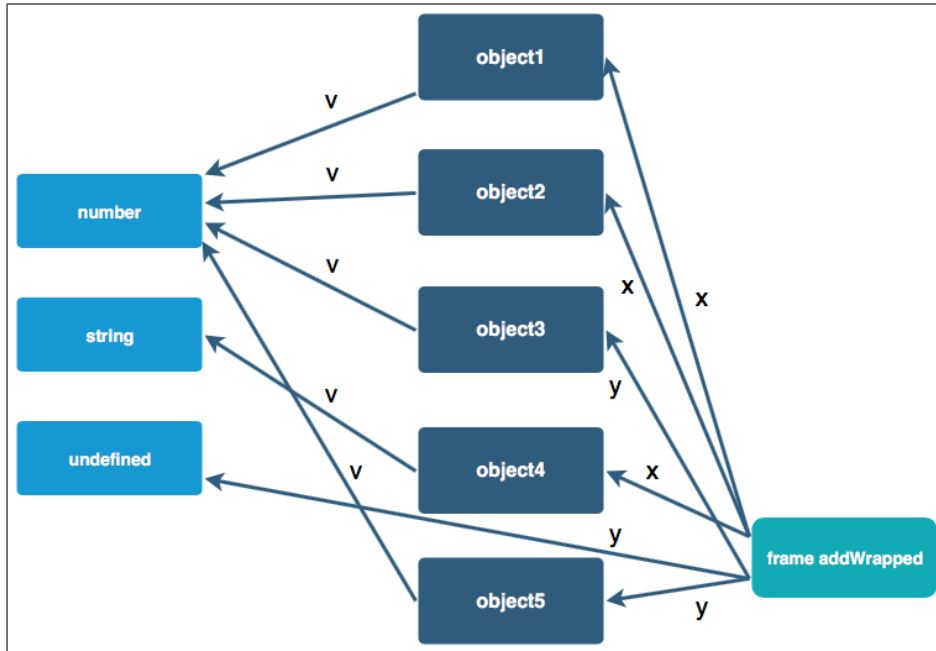 object1
v
object2
v
number
v
x
x
object3
string
y
v
object4
x
undefined
v
y
frame addWrapped
object5
y